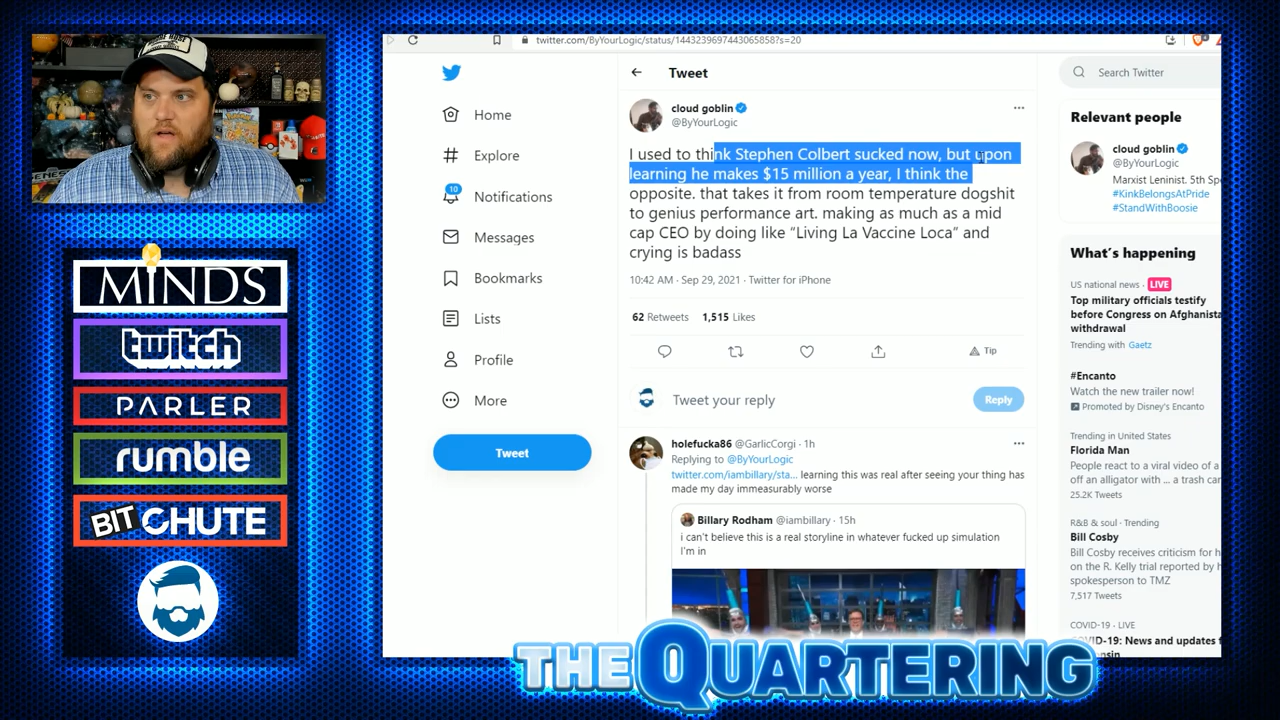 twitter.com/ByYourLogic/status/1443239697443065858?s=20
MINDS
twitch
PARLER
rumble
BITCHUTE
Home
Explore
10
Notifications
Messages
Bookmarks
Lists
Profile
More
Tweet
Tweet
cloud goblin
@ByYourLogic
I used to think Stephen Colbert sucked now, but upon
learning he makes $15 million a year, I think the
opposite. that takes it from room temperature dogshit
to genius performance art. making as much as a mid
cap CEO by doing like “Living La Vaccine Loca” and
crying is badass
10:42 AM · Sep 29, 2021 · Twitter for iPhone
62 Retweets 1,515 Likes
Tip
Tweet your reply
Reply
holefucka86 @GarlicCorgi · 1h
Replying to @ByYourLogic
twitter.com/iambillary/sta... learning this was real after seeing your thing has
made my day immeasurably worse
Billary Rodham @iambillary · 15h
i can't believe this is a real storyline in whatever fucked up simulation
I'm in
Search Twitter
Relevant people
cloud goblin
@ByYourLogic
Marxist Leninist. 5th Sp
#KinkBelongsAtPride
#StandWithBoosie
What's happening
US national news · LIVE
Top military officials testify
before Congress on Afghanista
withdrawal
Trending with Gaetz
#Encanto
Watch the new trailer now!
Promoted by Disney's Encanto
Trending in United States
Florida Man
People react to a viral video of a
off an alligator with ... a trash can
25.2K Tweets
R&B & soul · Trending
Bill Cosby
Bill Cosby receives criticism for h
on the R. Kelly trial reported by h
spokesperson to TMZ
7,517 Tweets
COVID-19 · LIVE
COVID-19: News and updates f
THE QUARTERING